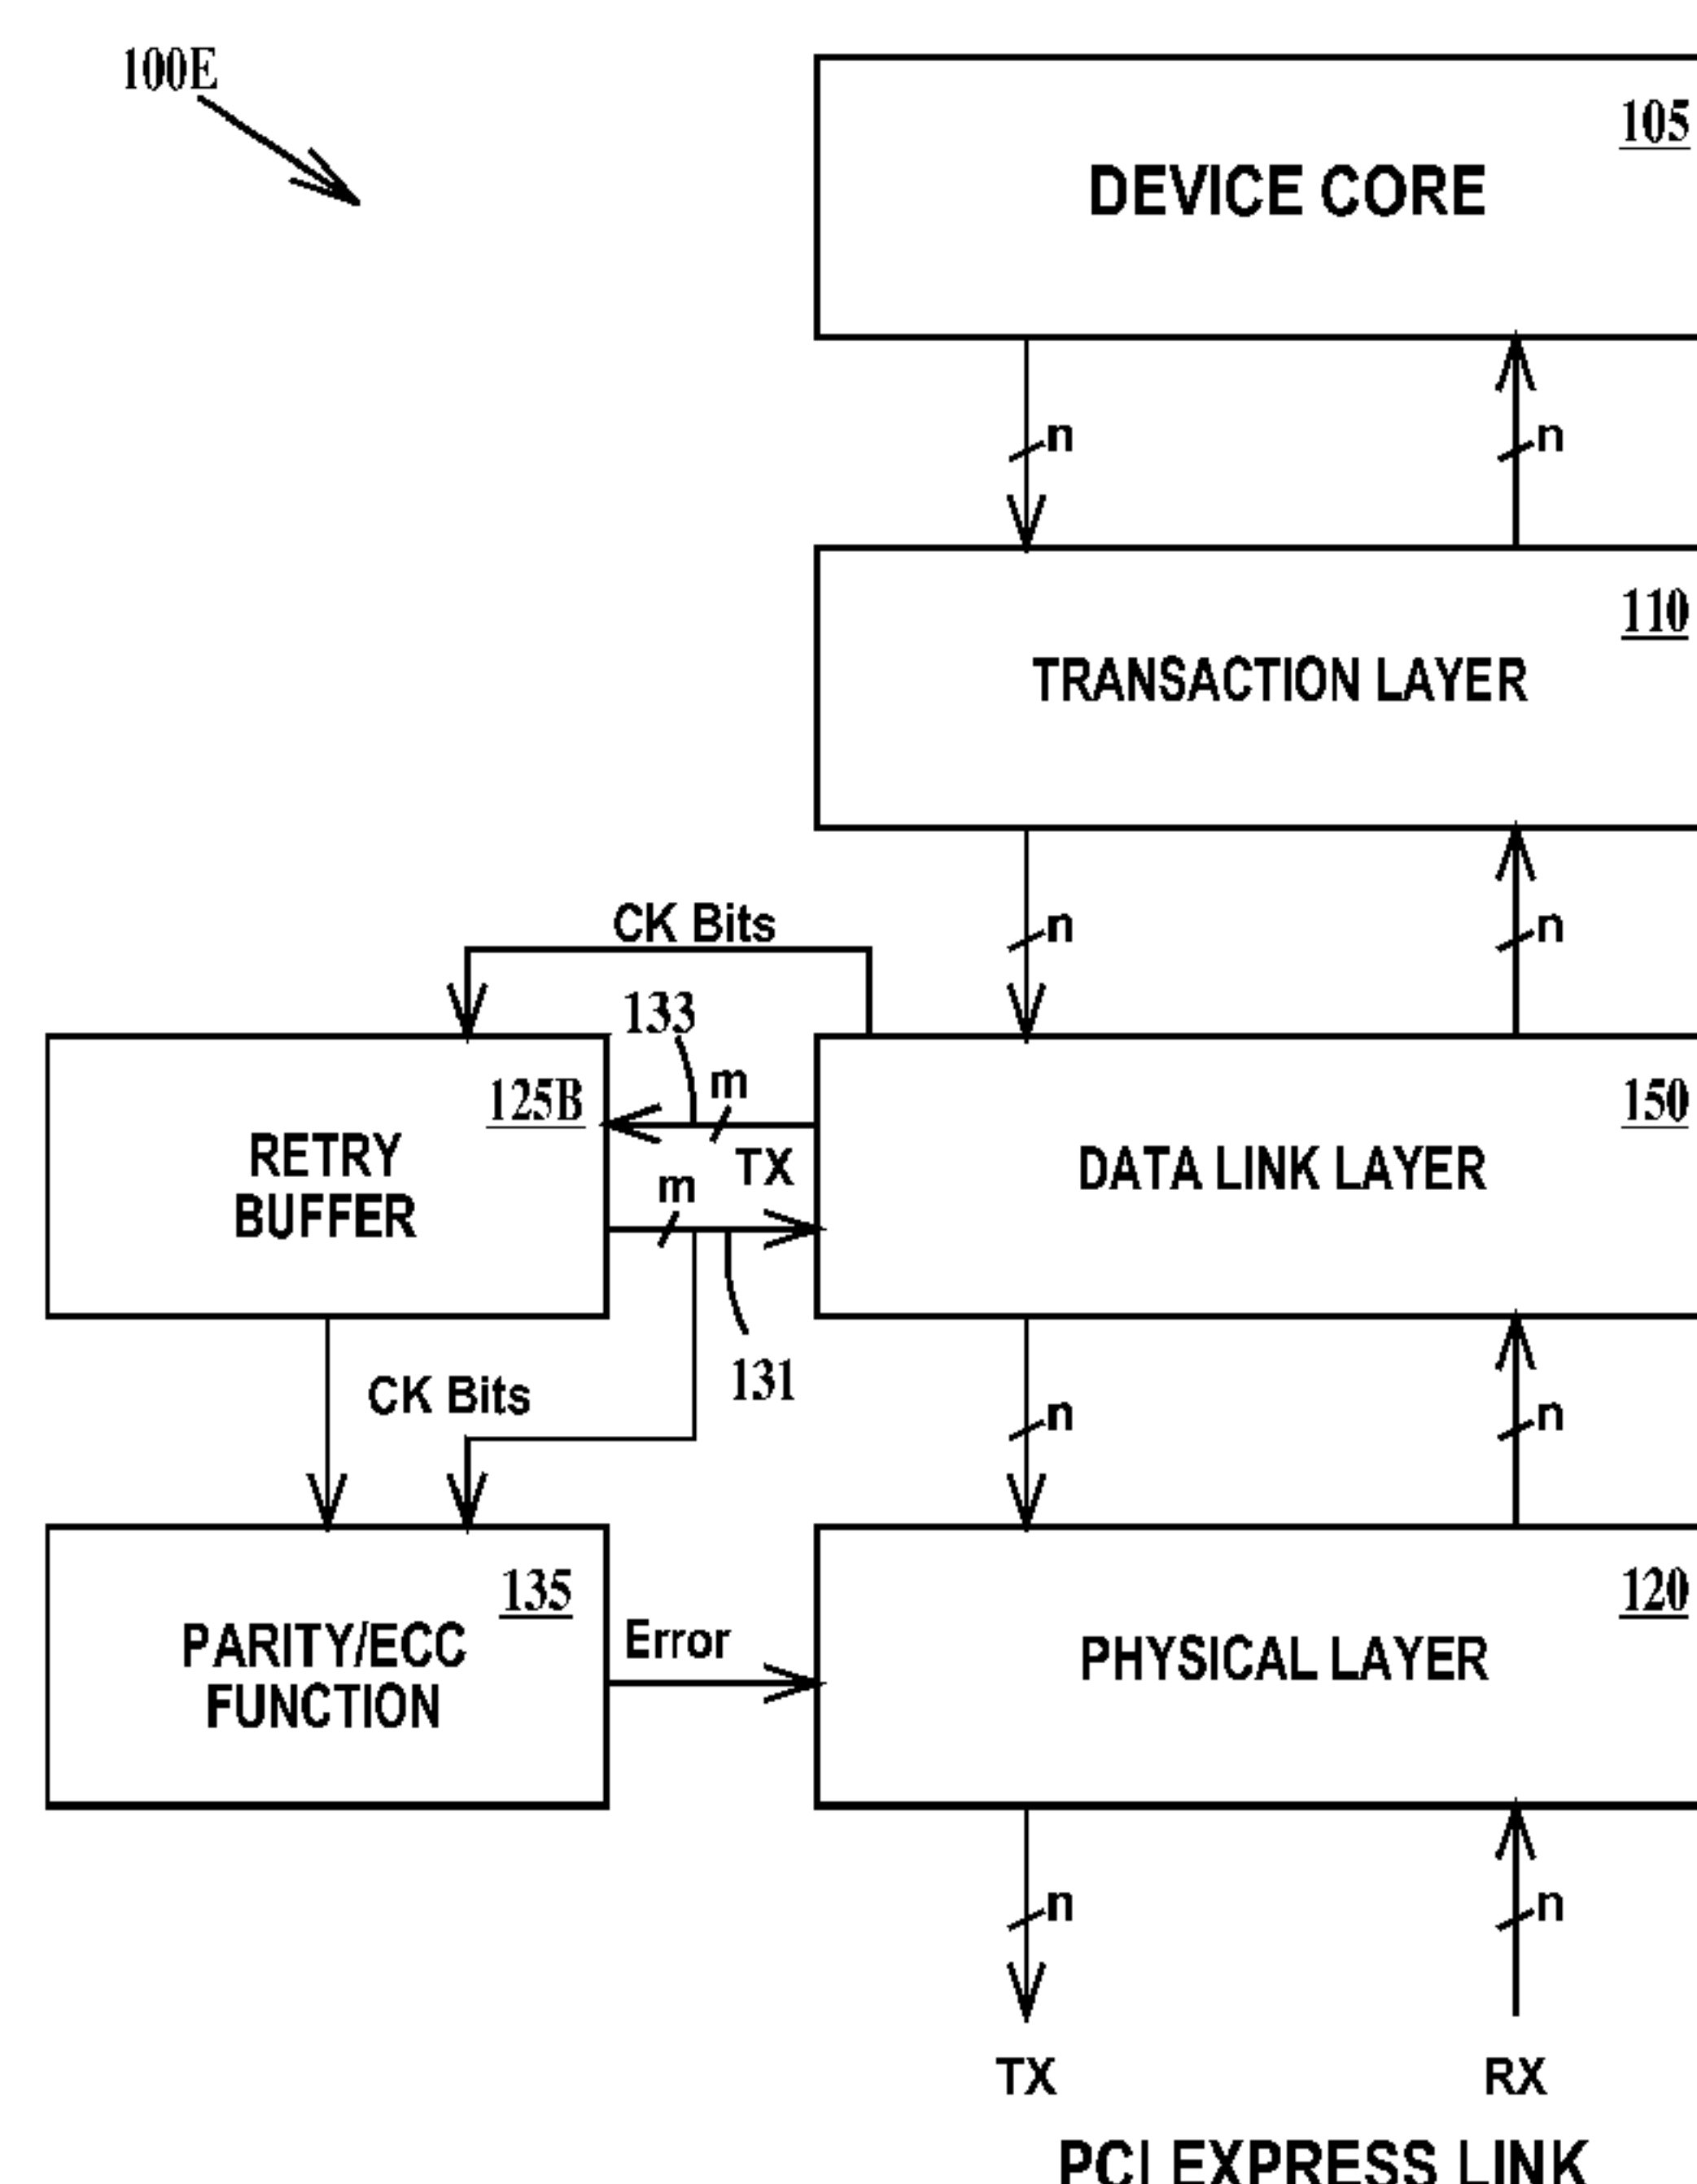 100E
105
DEVICE CORE
n
n
110
TRANSACTION LAYER
n
n
CK Bits
133
m
125B
RETRY
BUFFER
TX
m
150
DATA LINK LAYER
131
CK Bits
n
n
135
PARITY/ECC
FUNCTION
Error
120
PHYSICAL LAYER
n
n
TX
RX
PCI EXPRESS LINK